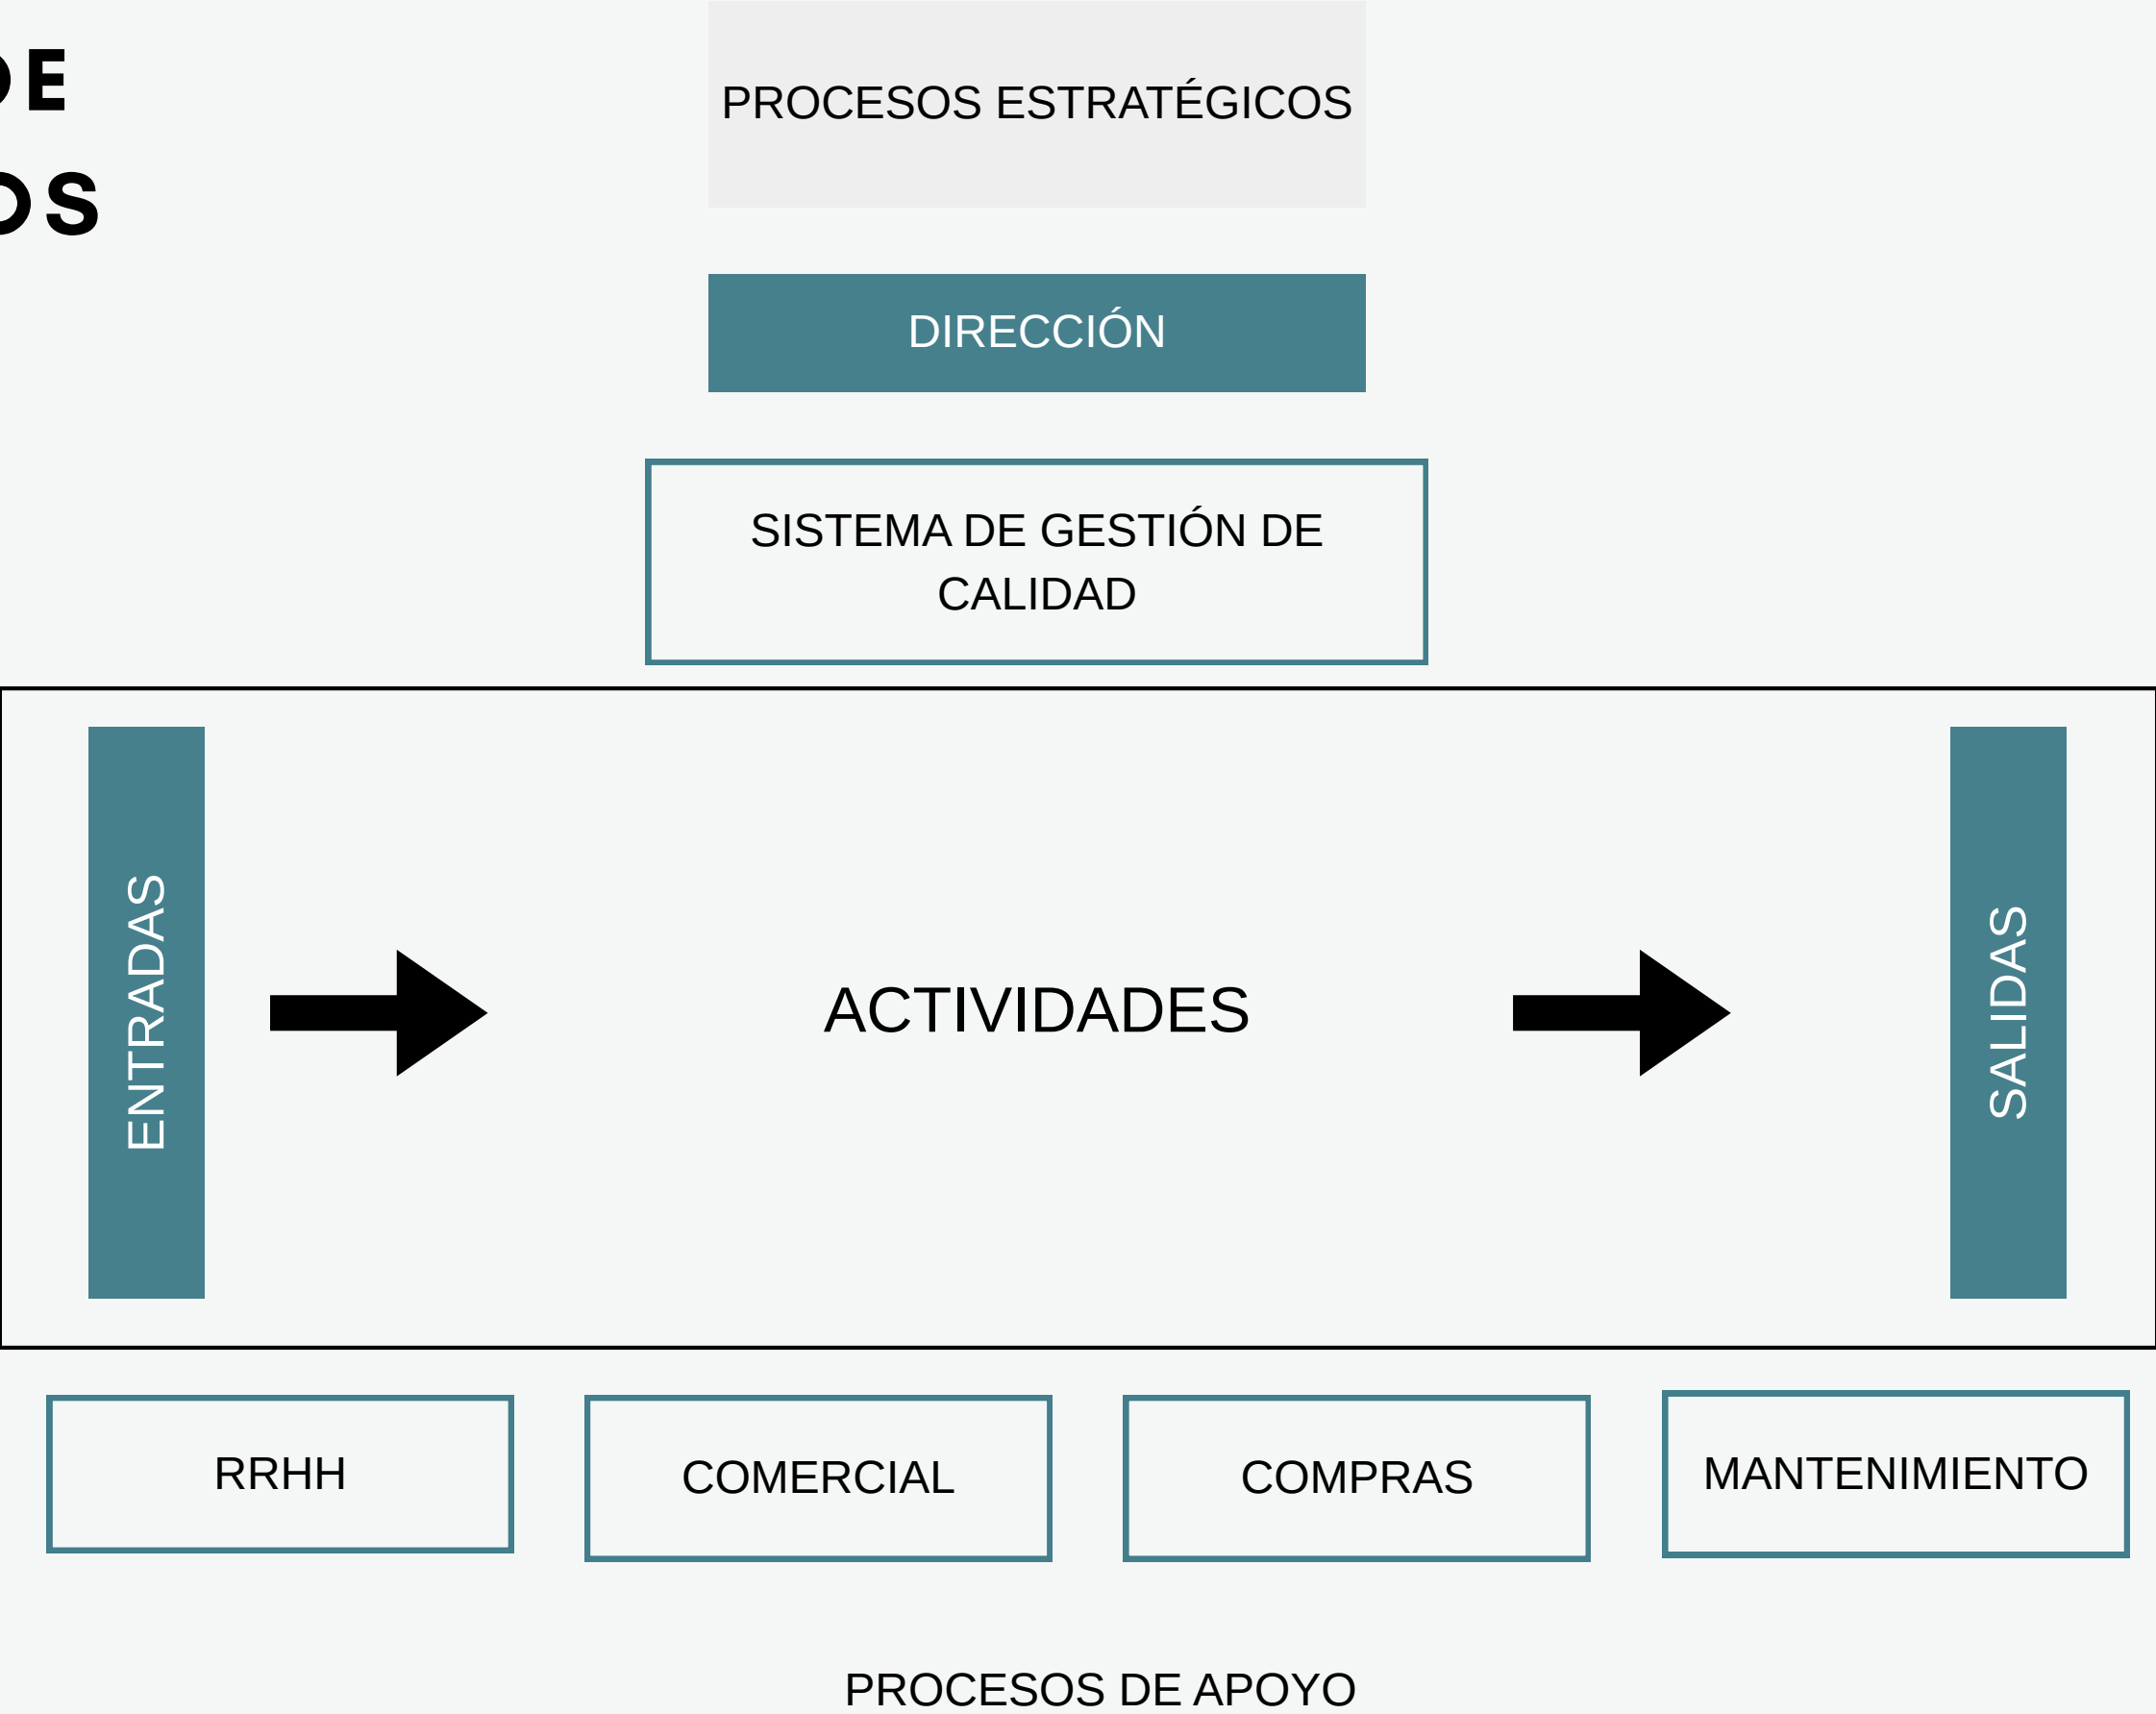 DE
PROCESOS ESTRATÉGICOS
OS
DIRECCIÓN
SISTEMA DE GESTIÓN DE
CALIDAD
ENTRADAS
ACTIVIDADES
SALIDAS
RRHH
COMERCIAL
COMPRAS
MANTENIMIENTO
PROCESOS DE APOYO